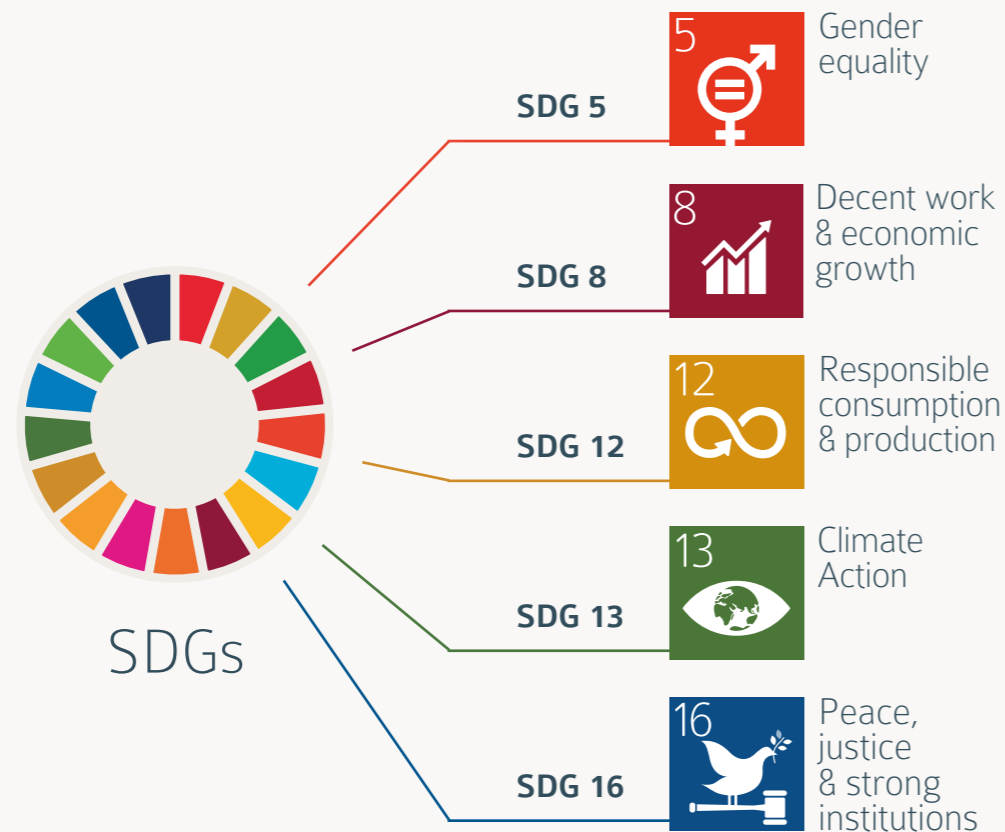 5
Gender
equality
SDG 5
8
Decent work
& economic
growth
SDG 8
12
Responsible
consumption
& production
SDG 12
13
Climate
Action
SDG 13
SDGs
16
Peace,
justice
& strong
institutions
SDG 16